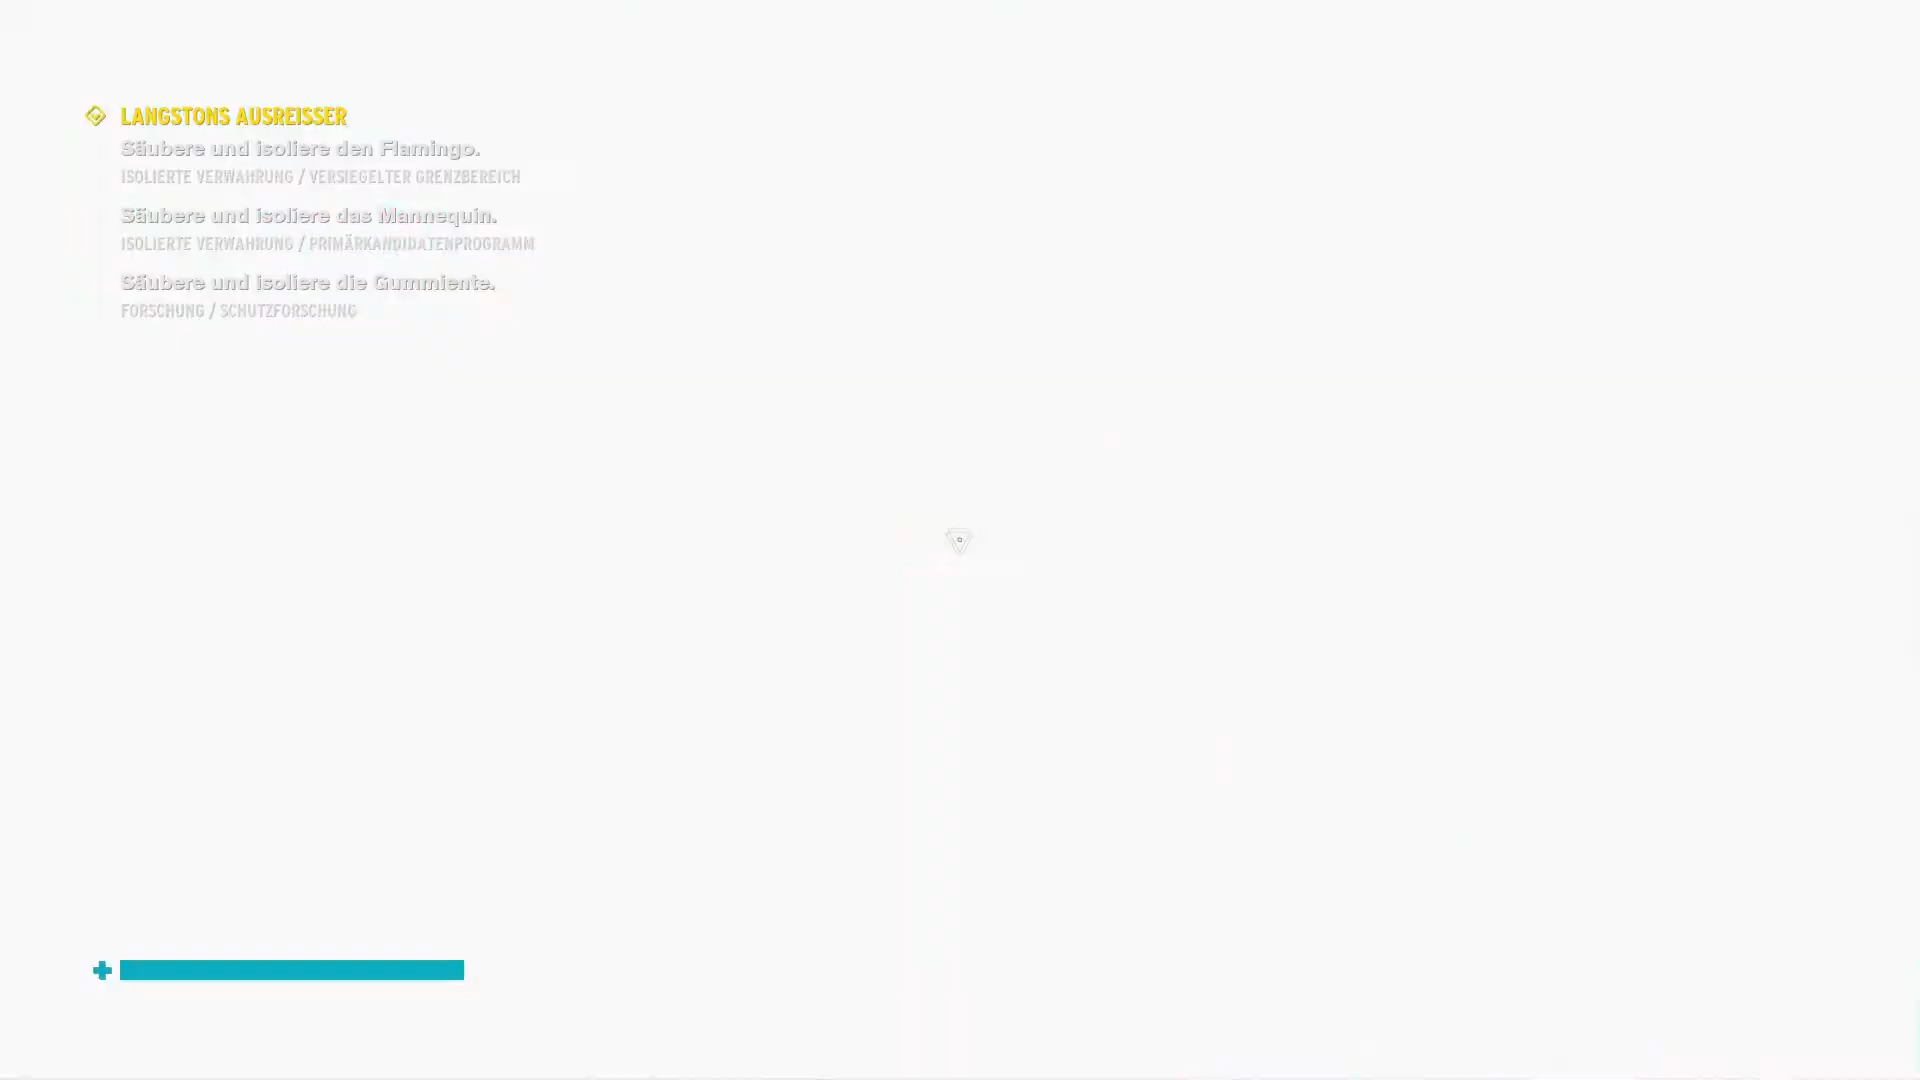 LANGSTONS AUSREISSER
Säubere und isoliere den Flamingo.
ISOLIERTE VERWAHRUNG / VERSIEGELTER GRENZBEREICH
Säubere und isoliere das Mannequin.
ISOLIERTE VERWAHRUNG / PRIMÄRKANDIDATENPROGRAMM
Säubere und isoliere die Gummiente.
FORSCHUNG / SCHUTZFORSCHUNG